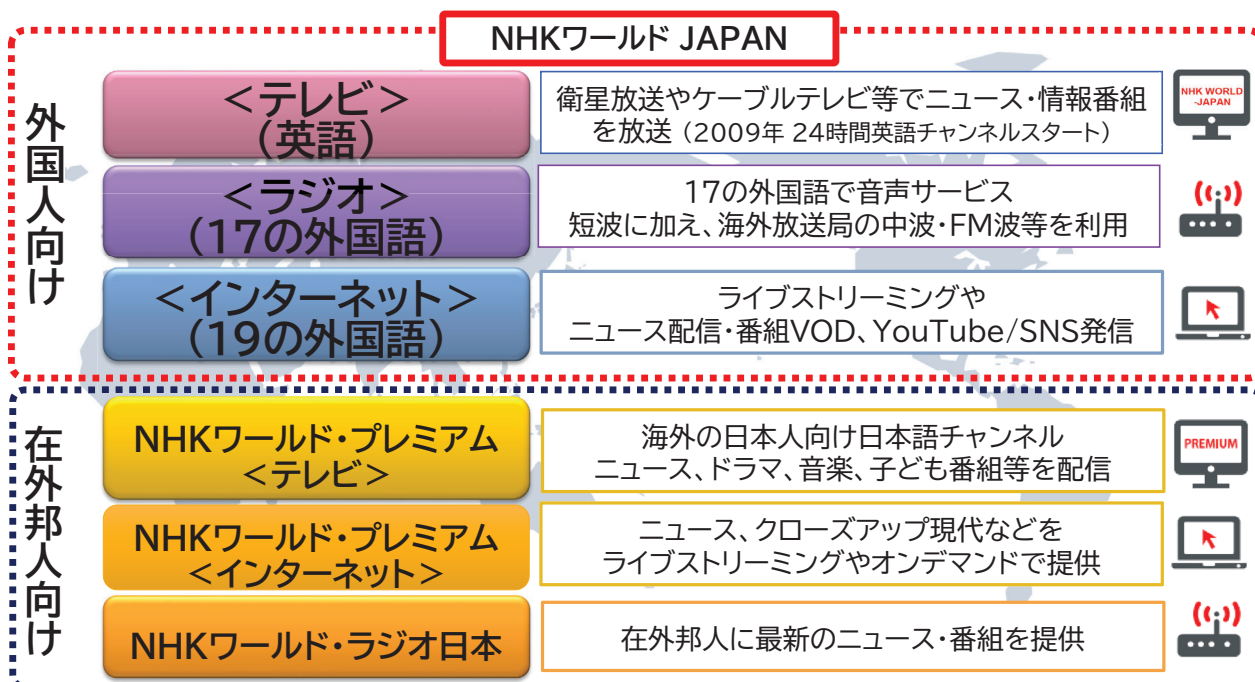 NHKワールド JAPAN
外国人向け
<テレビ>
(英語)
衛星放送やケーブルテレビ等でニュース・情報番組
を放送 (2009年 24時間英語チャンネルスタート)
NHK WORLD
-JAPAN
<ラジオ>
(17の外国語)
17の外国語で音声サービス
短波に加え、海外放送局の中波・FM波等を利用
<インターネット>
(19の外国語)
ライブストリーミングや
ニュース配信・番組VOD、YouTube/SNS発信
在外邦人向け
NHKワールド・プレミアム
<テレビ>
海外の日本人向け日本語チャンネル
ニュース、ドラマ、音楽、子ども番組等を配信
PREMIUM
NHKワールド・プレミアム
<インターネット>
ニュース、クローズアップ現代などを
ライブストリーミングやオンデマンドで提供
NHKワールド・ラジオ日本
在外邦人に最新のニュース・番組を提供